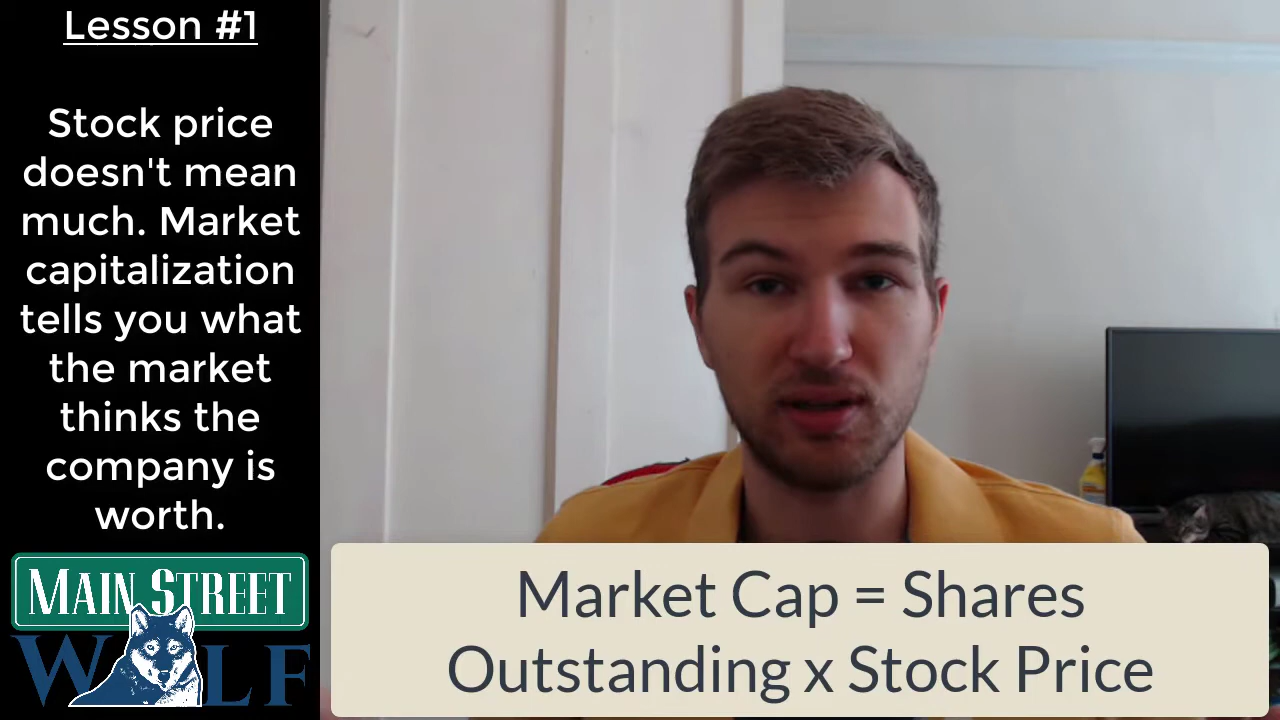 Lesson #1
Stock price
doesn't mean
much. Market
capitalization
tells you what
the market
thinks the
company is
worth.
MAIN STREET
WOLF
Market Cap = Shares
Outstanding x Stock Price